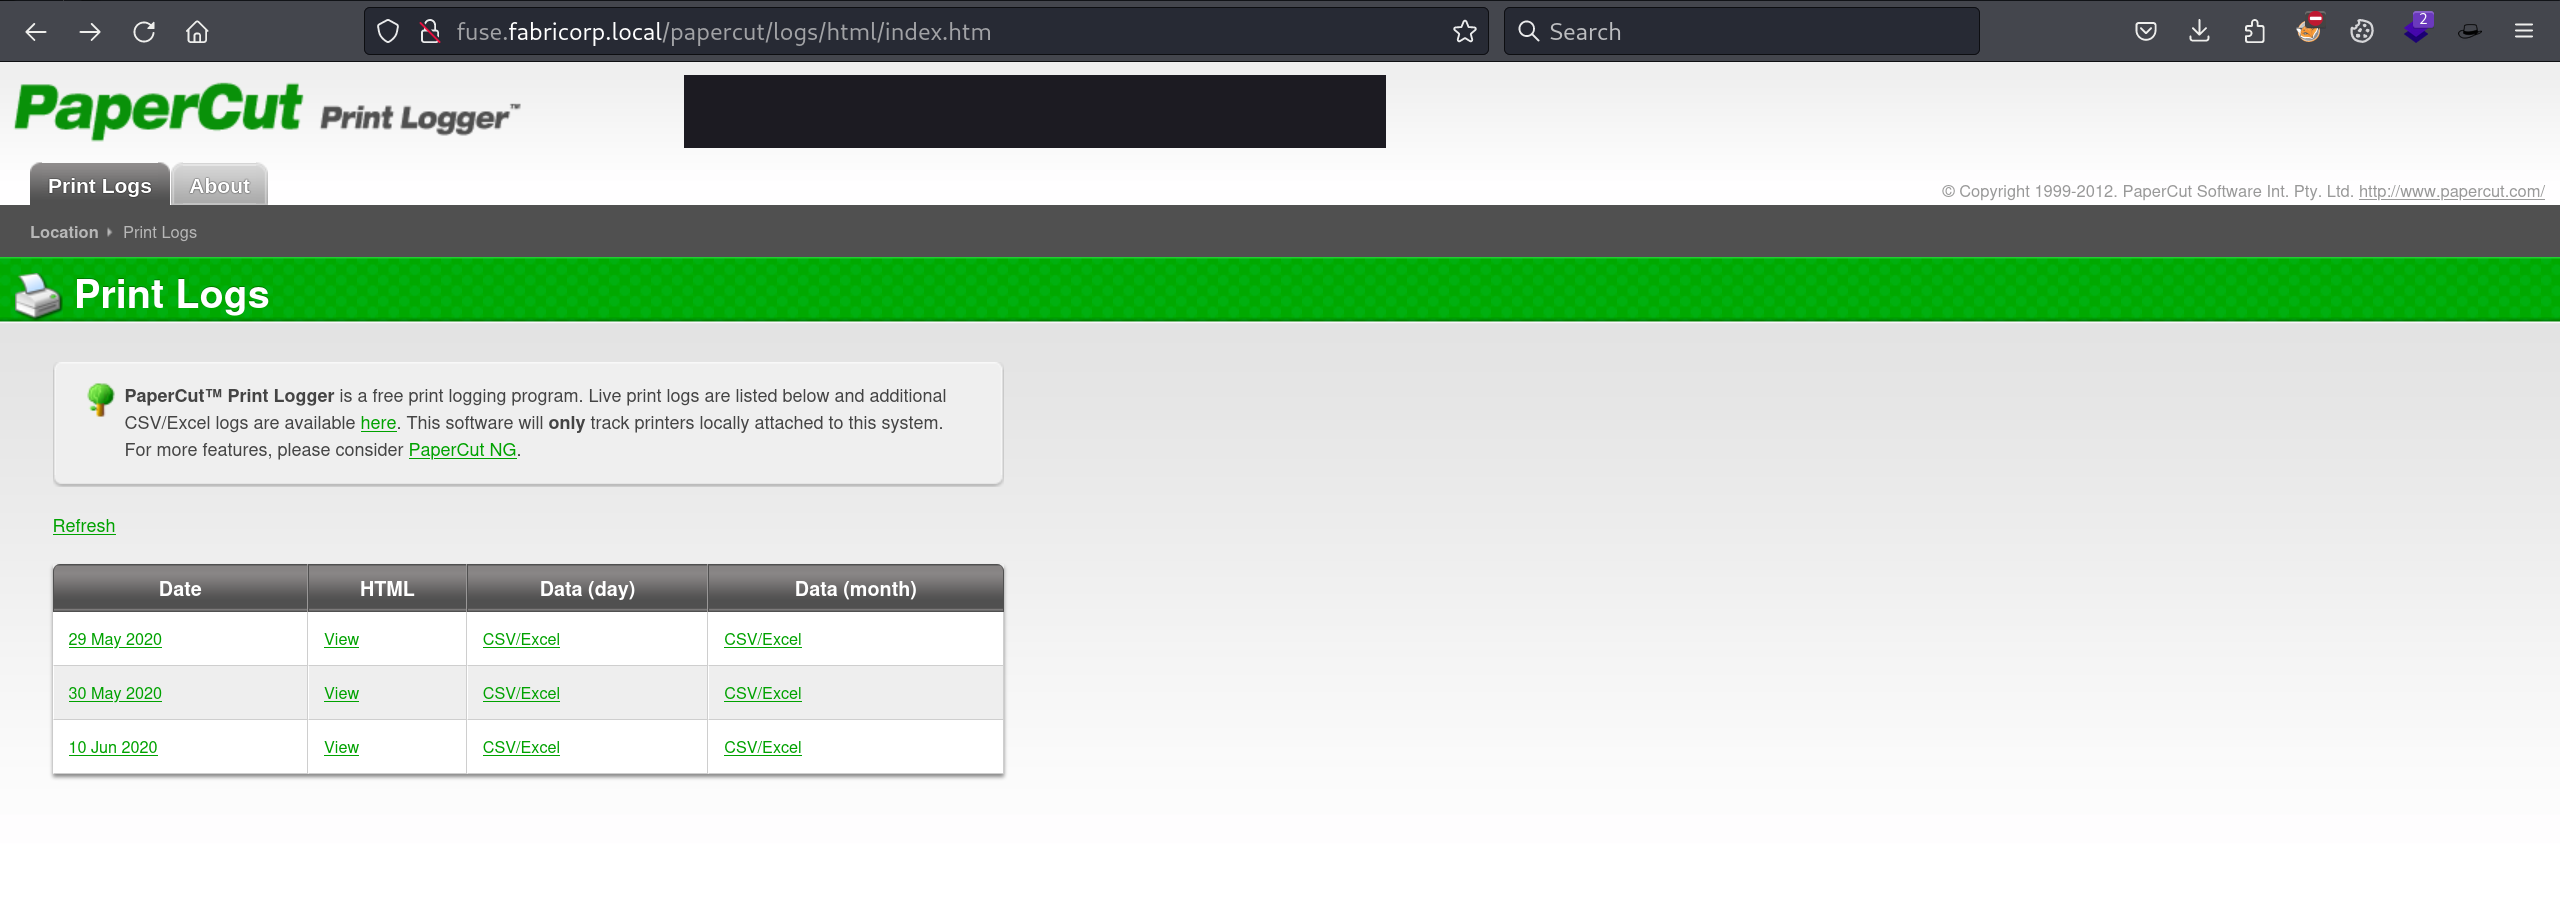 fuse.fabricorp.local/papercut/logs/html/index.htm
Search
2
PaperCut Print Logger™
Print Logs About
© Copyright 1999-2012. PaperCut Software Int. Pty. Ltd. http://www.papercut.com/
Location Print Logs
Print Logs
PaperCut™ Print Logger is a free print logging program. Live print logs are listed below and additional
CSV/Excel logs are available here. This software will only track printers locally attached to this system.
For more features, please consider PaperCut NG.
Refresh
Date HTML Data (day) Data (month)
29 May 2020 View CSV/Excel CSV/Excel
30 May 2020 View CSV/Excel CSV/Excel
10 Jun 2020 View CSV/Excel CSV/Excel